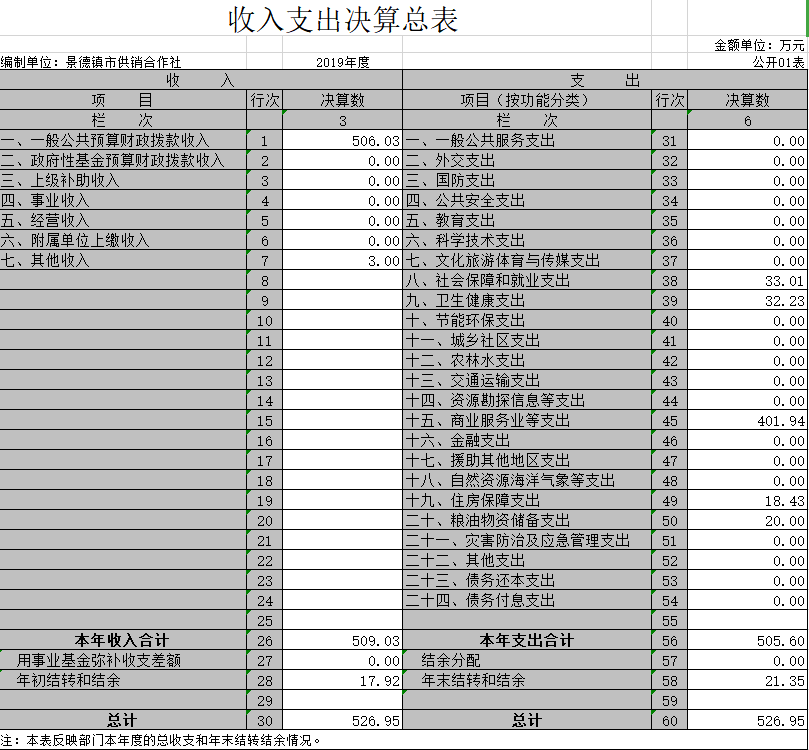 收入支出决算总表
金额单位：万元
编制单位：景德镇市供销合作社 2019年度 公开01表
收 入 支 出
项 目 行次 决算数 项目（按功能分类） 行次 决算数
栏 次 3 栏 次 6
一、一般公共预算财政拨款收入 1 506.03 一、一般公共服务支出 31 0.00
二、政府性基金预算财政拨款收入 2 0.00 二、外交支出 32 0.00
三、上级补助收入 3 0.00 三、国防支出 33 0.00
四、事业收入 4 0.00 四、公共安全支出 34 0.00
五、经营收入 5 0.00 五、教育支出 35 0.00
六、附属单位上缴收入 6 0.00 六、科学技术支出 36 0.00
七、其他收入 7 3.00 七、文化旅游体育与传媒支出 37 0.00
8 八、社会保障和就业支出 38 33.01
9 九、卫生健康支出 39 32.23
10 十、节能环保支出 40 0.00
11 十一、城乡社区支出 41 0.00
12 十二、农林水支出 42 0.00
13 十三、交通运输支出 43 0.00
14 十四、资源勘探信息等支出 44 0.00
15 十五、商业服务业等支出 45 401.94
16 十六、金融支出 46 0.00
17 十七、援助其他地区支出 47 0.00
18 十八、自然资源海洋气象等支出 48 0.00
19 十九、住房保障支出 49 18.43
20 二十、粮油物资储备支出 50 20.00
21 二十一、灾害防治及应急管理支出 51 0.00
22 二十二、其他支出 52 0.00
23 二十三、债务还本支出 53 0.00
24 二十四、债务付息支出 54 0.00
25 55
本年收入合计 26 509.03 本年支出合计 56 505.60
用事业基金弥补收支差额 27 0.00 结余分配 57 0.00
年初结转和结余 28 17.92 年末结转和结余 58 21.35
29 59
总计 30 526.95 总计 60 526.95
注：本表反映部门本年度的总收支和年末结转结余情况。